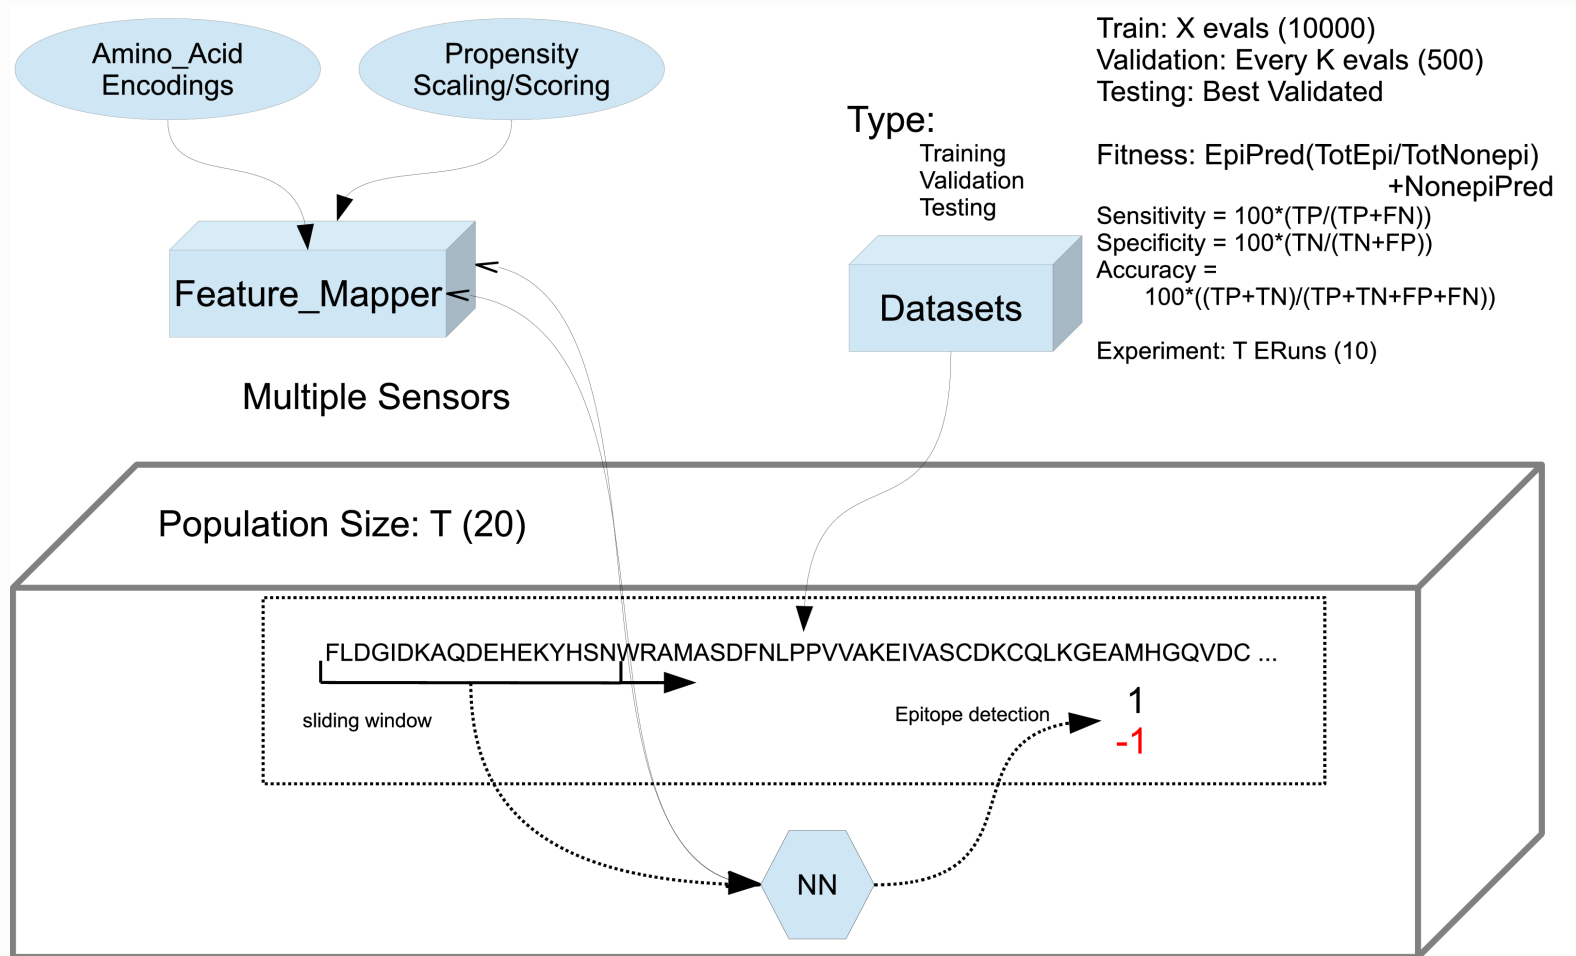 Amino_Acid
Encodings
Propensity
Scaling/Scoring
Train: X evals (10000)
Validation: Every K evals (500)
Testing: Best Validated
Type:
Training
Validation
Testing
Fitness: EpiPred(TotEpi/TotNonepi)
+NonepiPred
Sensitivity = 100*(TP/(TP+FN))
Specificity = 100*(TN/(TN+FP))
Accuracy =
100*((TP+TN)/(TP+TN+FP+FN))
Experiment: T ERuns (10)
Feature_Mapper
Datasets
Multiple Sensors
Population Size: T (20)
FLDGIDKAQDEHEKYHSNWRAMASDFNLPPVVAKEIVASCDKCQLKGEAMHGQVDC ...
sliding window
Epitope detection
1
-1
NN